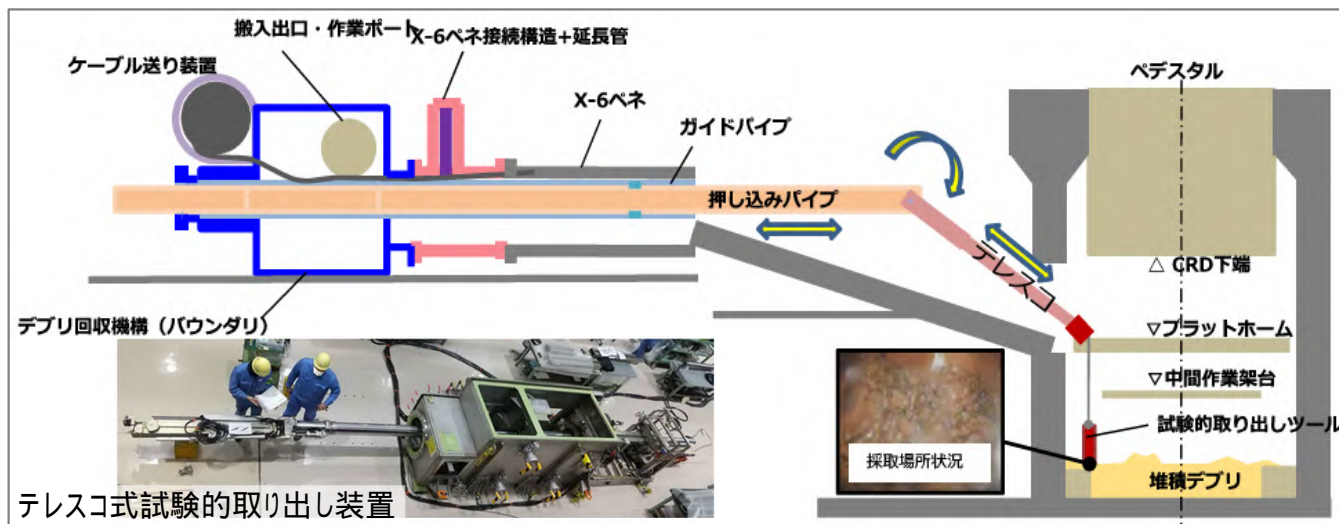 搬入出口・作業ポート
X-6ペネ接続構造+延長管
ケーブル送り装置
X-6ペネ
ガイドパイプ
ペデスタル
押し込みパイプ
テレスコ
△ CRD下端
▽プラットホーム
▽中間作業架台
試験的取り出しツール
堆積デブリ
採取場所状況
デブリ回収機構（バウンダリ）
テレスコ式試験的取り出し装置